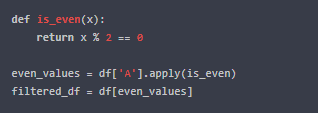 def is_even(x):
    return x % 2 == 0

even_values = df['A'].apply(is_even)
filtered_df = df[even_values]